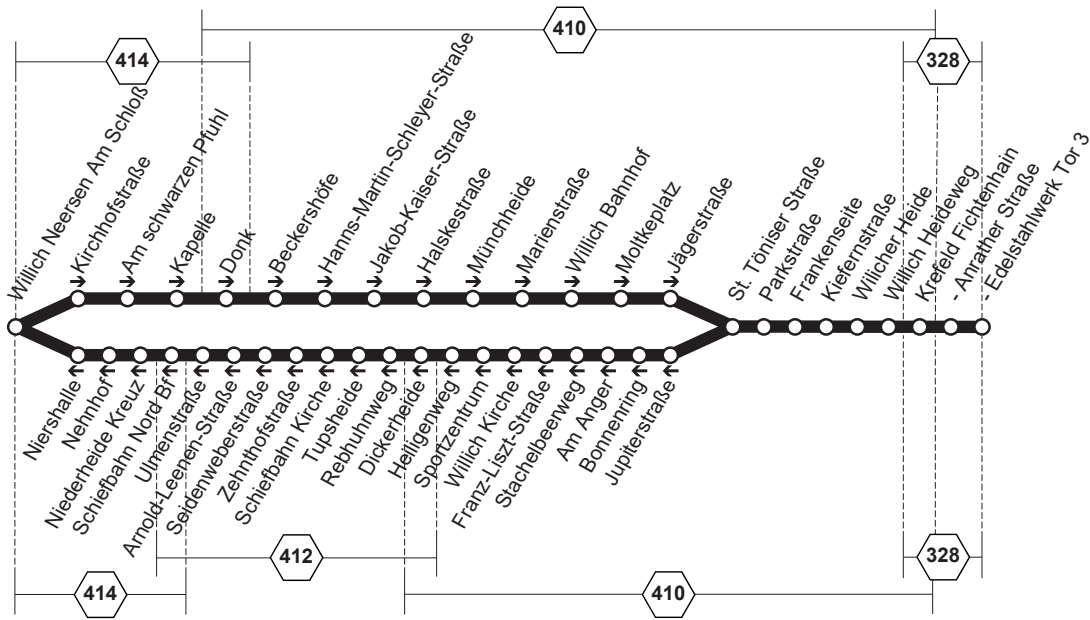 410
414
328
Willich Neersen Am Schloß
Kirchhofstraße
Am schwarzen Pfuhl
Kapelle
Donk
Beckershöfe
Hanns-Martin-Schleyer-Straße
Jakob-Kaiser-Straße
Halskestraße
Münchheide
Marienstraße
Willich Bahnhof
Moltkeplatz
Jägerstraße
St. Töniser Straße
Parkstraße
Frankenseite
Kiefernstraße
Wilicher Heide
Willich Heideweg
Krefeld Fichtenhain
- Anrather Straße
- Edelstahlwerk Tor 3
Niershalle
Nehnhof
Niederheide Kreuz
Schiefbahn Nord Bf
Ulmenstraße
Arnold-Leenen-Straße
Seidenweberstraße
Zehnthofstraße
Schiefbahn Kirche
Tupsheide
Rebhuhnweg
Dickerheide
Heiligenweg
Sportzentrum
Willich Kirche
Franz-Liszt-Straße
Stachelbeenweg
Am Anger
Bonnenring
Jupiterstraße
412
328
414
410